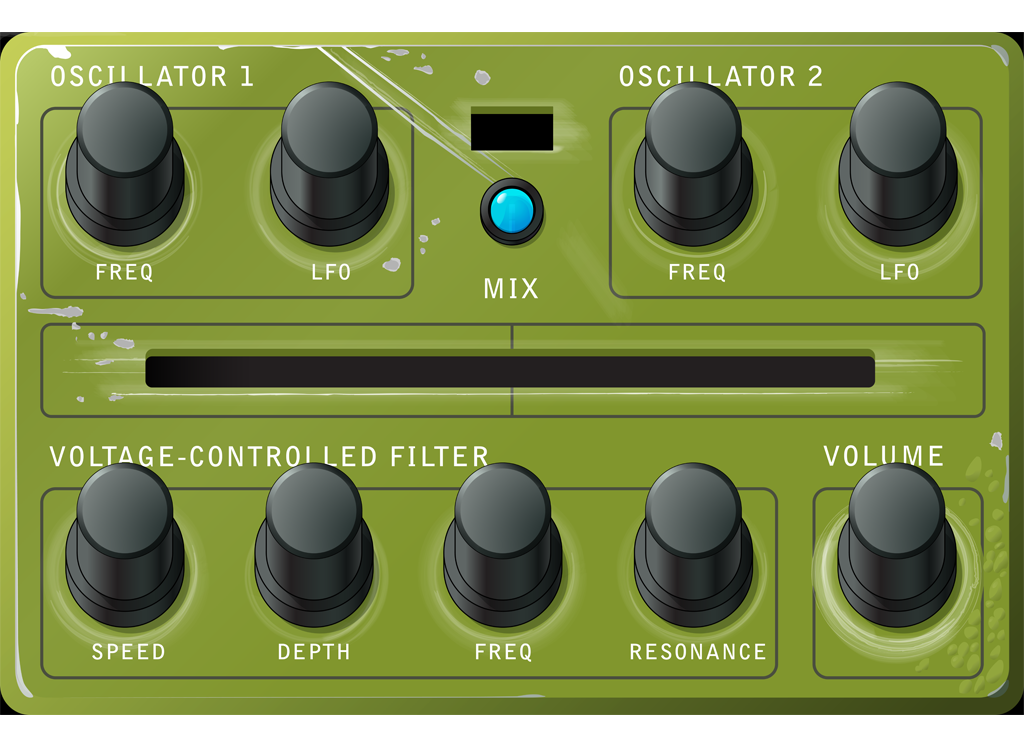 OSCILLATOR 1
OSCILLATOR 2
FREQ
LFO
FREQ
LFO
MIX
VOLTAGE-CONTROLLED FILTER
VOLUME
SPEED
DEPTH
FREQ
RESONANCE